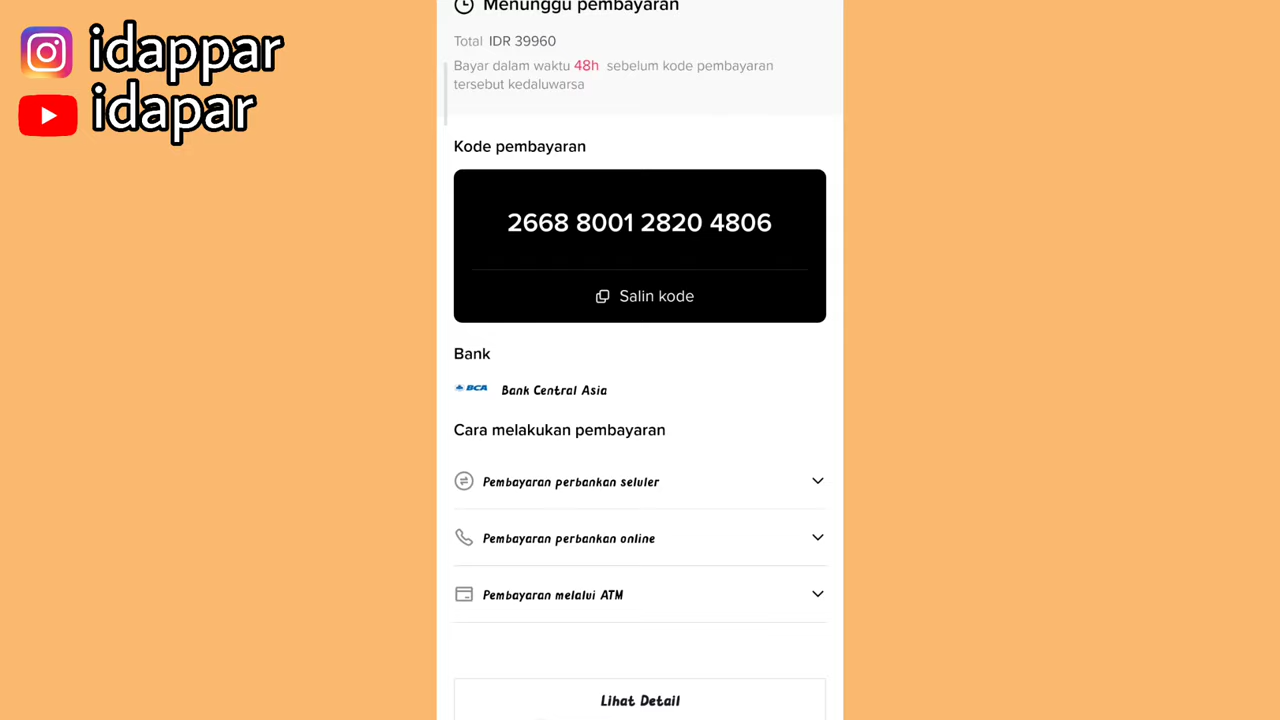 idappar
idapar
Menunggu pembayaran
Total IDR 39960
Bayar dalam waktu 48h sebelum kode pembayaran
tersebut kedaluwarsa
Kode pembayaran
2668 8001 2820 4806
Salin kode
Bank
BCA Bank Central Asia
Cara melakukan pembayaran
Pembayaran perbankan seluler
Pembayaran perbankan online
Pembayaran melalui ATM
Lihat Detail